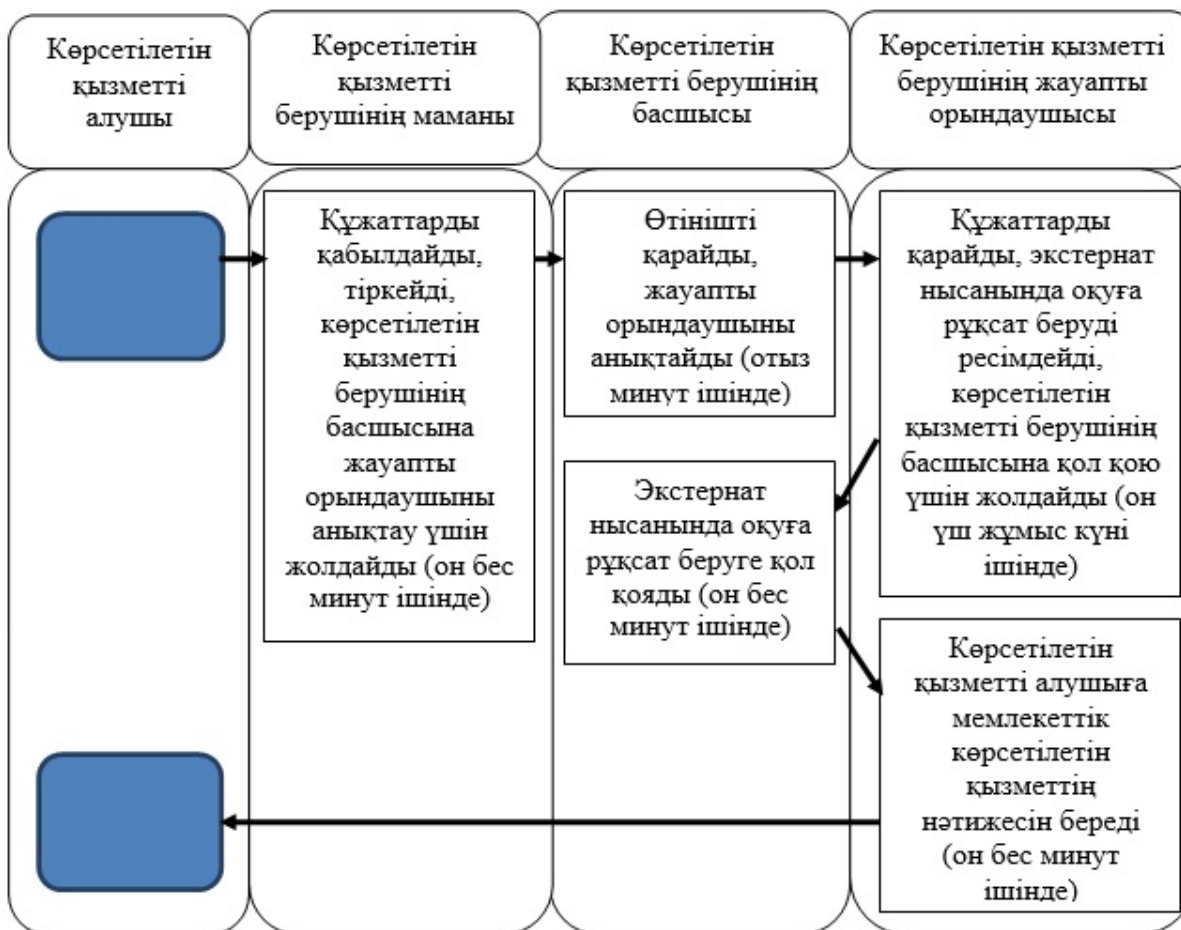 Көрсетілетін
қызметті
алушы
Көрсетілетін
қызметті
берушінің маманы
Көрсетілетін
қызметті берушінің
басшысы
Көрсетілетін қызметті
берушінің жауапты
орындаушысы
Құжаттарды
қабылдайды,
тіркейді,
көрсетілетін
қызметті
берушінің
басшысына
жауапты
орындаушыны
анықтау үшін
жолдайды (он бес
минут ішінде)
Өтінішті
қарайды,
жауапты
орындаушыны
анықтайды (отыз
минут ішінде)
Құжаттарды
қарайды, экстернат
нысанында оқуға
рұқсат беруді
ресімдейді,
көрсетілетін
қызметті берушінің
басшысына қол қою
үшін жолдайды (он
үш жұмыс күні
ішінде)
Экстернат
нысанында оқуға
рұқсат беруге қол
қояды (он бес
минут ішінде)
Көрсетілетін
қызметті алушыға
мемлекеттік
көрсетілетін
қызметтің
нәтижесін береді
(он бес минут
ішінде)